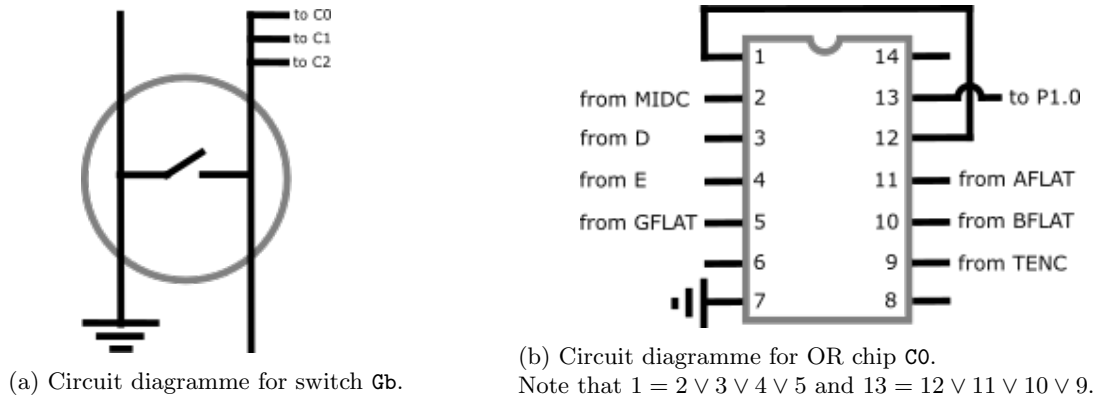 to C0
to C1
to C2
(a) Circuit diagramme for switch Gb.
1 14
from MIDC 2 13 to P1.0
from D 3 12
from E 4 11 from AFLAT
from GFLAT 5 10 from BFLAT
6 9 from TENC
7 8
(b) Circuit diagramme for OR chip C0.
Note that 1 = 2 ∨ 3 ∨ 4 ∨ 5 and 13 = 12 ∨ 11 ∨ 10 ∨ 9.